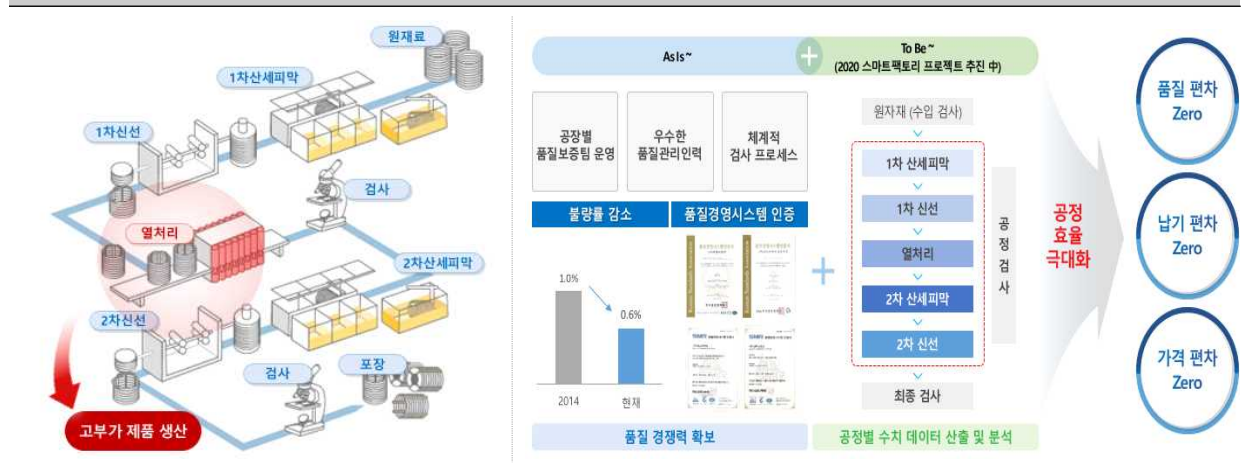 원재료
1차산세피막
1차신선
검사
열처리
2차산세피막
2차신선
검사
포장
고부가 제품 생산
As Is ~
To Be ~
(2020 스마트팩토리 프로젝트 추진 中)
공장별
품질보증팀 운영
우수한
품질관리인력
체계적
검사 프로세스
불량률 감소
품질경영시스템 인증
1.0%
0.6%
2014
현재
품질 경쟁력 확보
원자재 (수입 검사)
1차 산세피막
1차 신선
열처리
2차 산세피막
2차 신선
최종 검사
공
정
검
사
공정별 수치 데이터 산출 및 분석
공정
효율
극대화
품질 편차
Zero
납기 편차
Zero
가격 편차
Zero